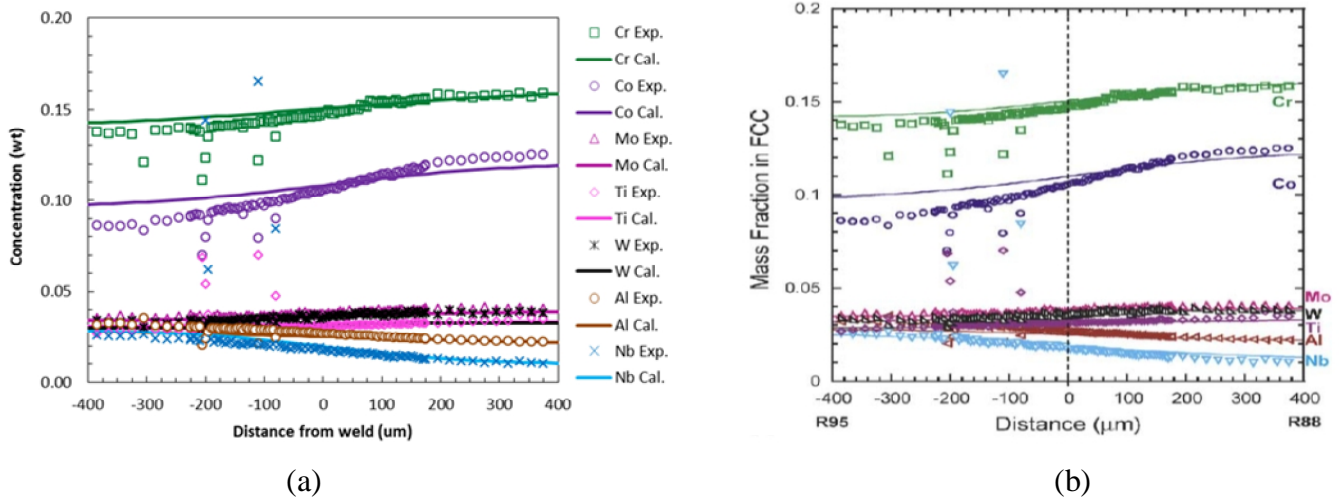 Concentration (wt)
0.20
0.15
0.10
0.05
0.00
-400 -300 -200 -100 0 100 200 300 400
Distance from weld (um)
Cr Exp.
Cr Cal.
Co Exp.
Co Cal.
Mo Exp.
Mo Cal.
Ti Exp.
Ti Cal.
W Exp.
W Cal.
Al Exp.
Al Cal.
Nb Exp.
Nb Cal.
(a)
Mass Fraction in FCC
0.2
0.15
0.1
0.05
0
Cr
Co
Mo
W
Ti
Al
Nb
-400 -300 -200 -100 0 100 200 300 400
R95 Distance (μm) R88
(b)